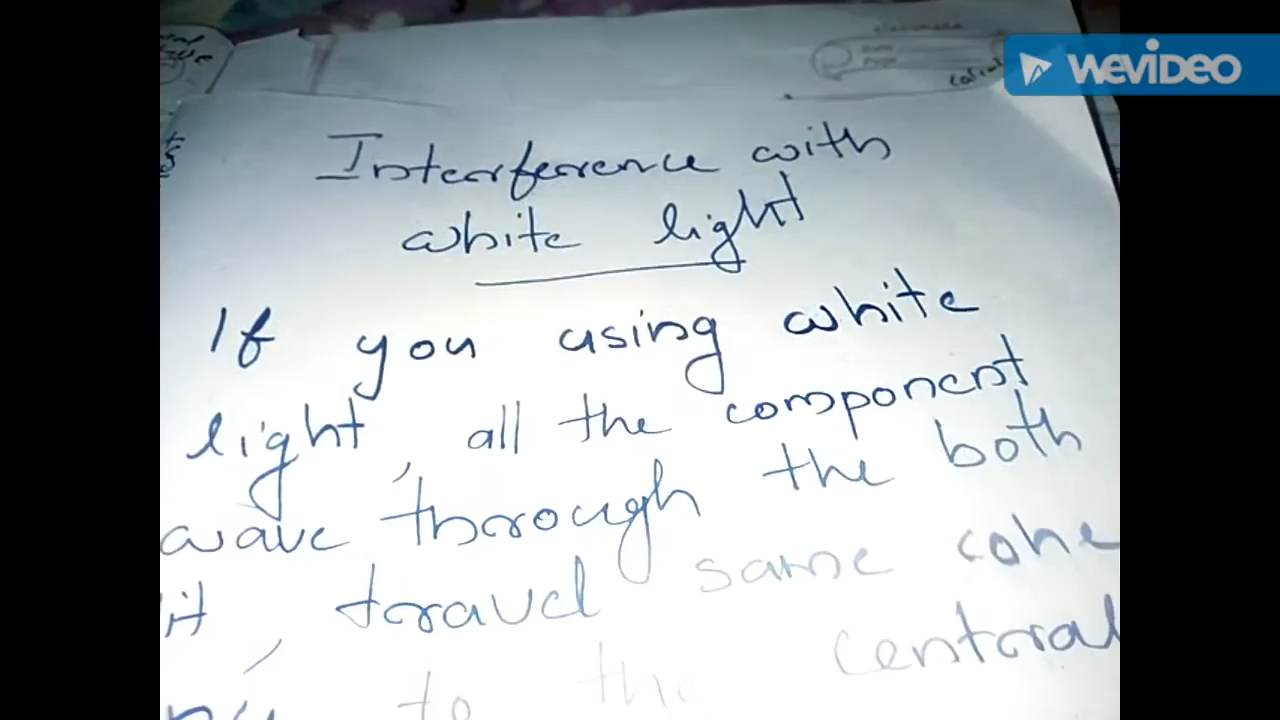 WEVIDEO
Interference with
white light
If you using white
light, all the component
wave through the both
it, travel same cohe
to the central